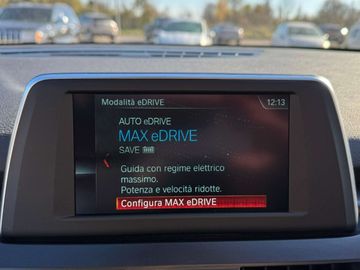 Modalità eDRIVE 12:13
AUTO eDRIVE
MAX eDRIVE
SAVE
Guida con regime elettrico
massimo.
Potenza e velocità ridotte.
Configura MAX eDRIVE